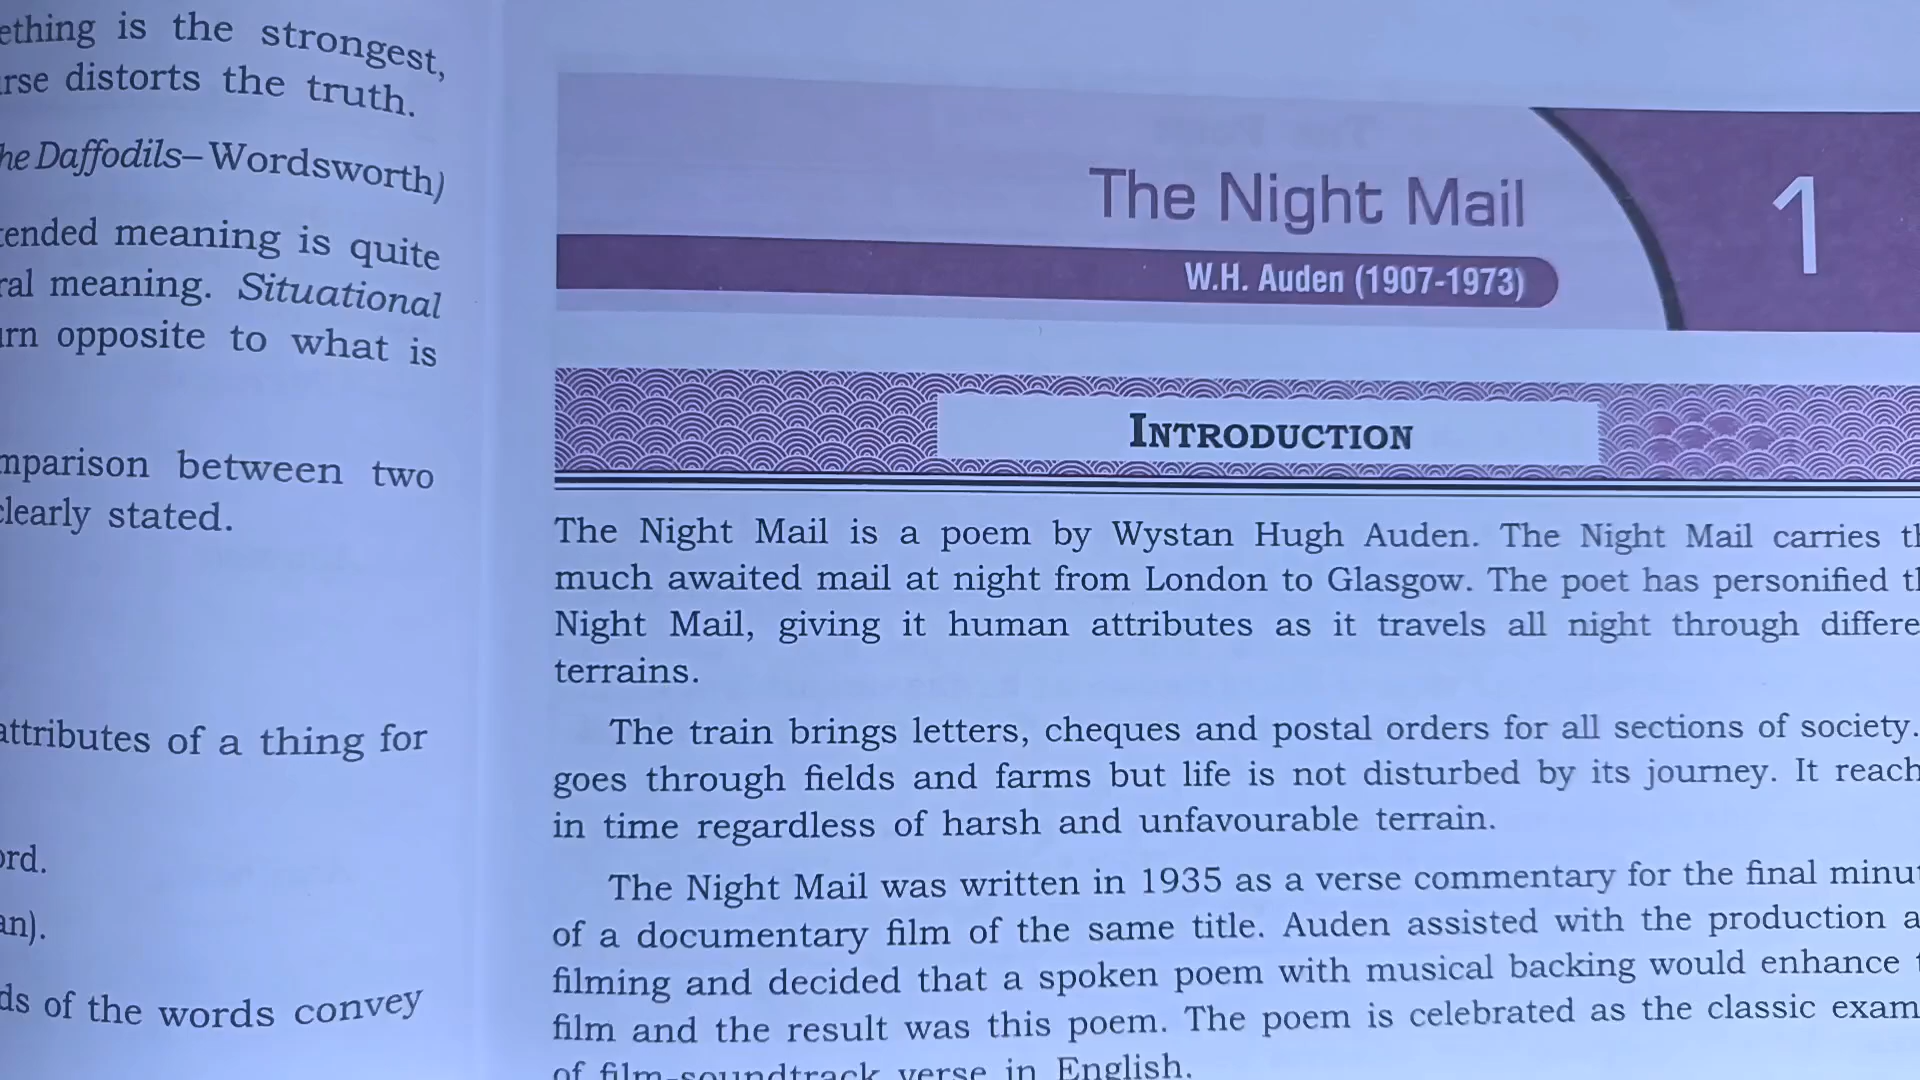 ething is the strongest,
rse distorts the truth.
he Daffodils–Wordsworth)
tended meaning is quite
ral meaning. Situational
urn opposite to what is
mparison between two
clearly stated.
attributes of a thing for
ord.
an).
ds of the words convey
The Night Mail
1
W.H. Auden (1907-1973)
INTRODUCTION
The Night Mail is a poem by Wystan Hugh Auden. The Night Mail carries th
much awaited mail at night from London to Glasgow. The poet has personified th
Night Mail, giving it human attributes as it travels all night through differe
terrains.
The train brings letters, cheques and postal orders for all sections of society.
goes through fields and farms but life is not disturbed by its journey. It reach
in time regardless of harsh and unfavourable terrain.
The Night Mail was written in 1935 as a verse commentary for the final minut
of a documentary film of the same title. Auden assisted with the production a
filming and decided that a spoken poem with musical backing would enhance t
film and the result was this poem. The poem is celebrated as the classic exam
of film-soundtrack verse in English.